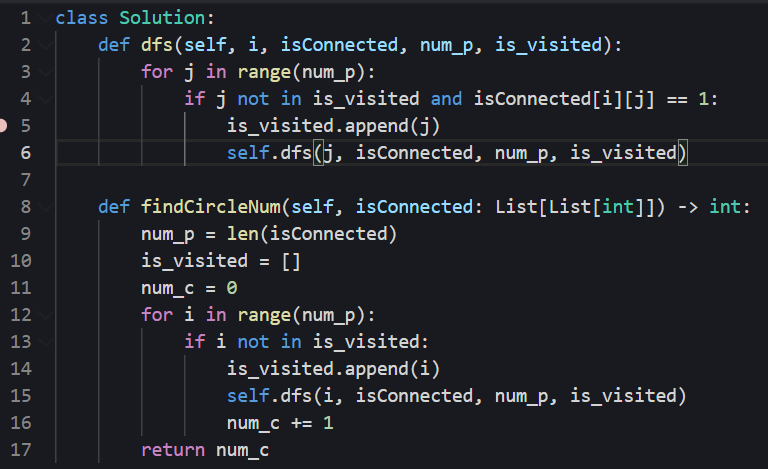 1 class Solution:
2     def dfs(self, i, isConnected, num_p, is_visited):
3         for j in range(num_p):
4             if j not in is_visited and isConnected[i][j] == 1:
5                 is_visited.append(j)
6                 self.dfs(j, isConnected, num_p, is_visited)
7
8     def findCircleNum(self, isConnected: List[List[int]]) -> int:
9         num_p = len(isConnected)
10         is_visited = []
11         num_c = 0
12         for i in range(num_p):
13             if i not in is_visited:
14                 is_visited.append(i)
15                 self.dfs(i, isConnected, num_p, is_visited)
16                 num_c += 1
17         return num_c